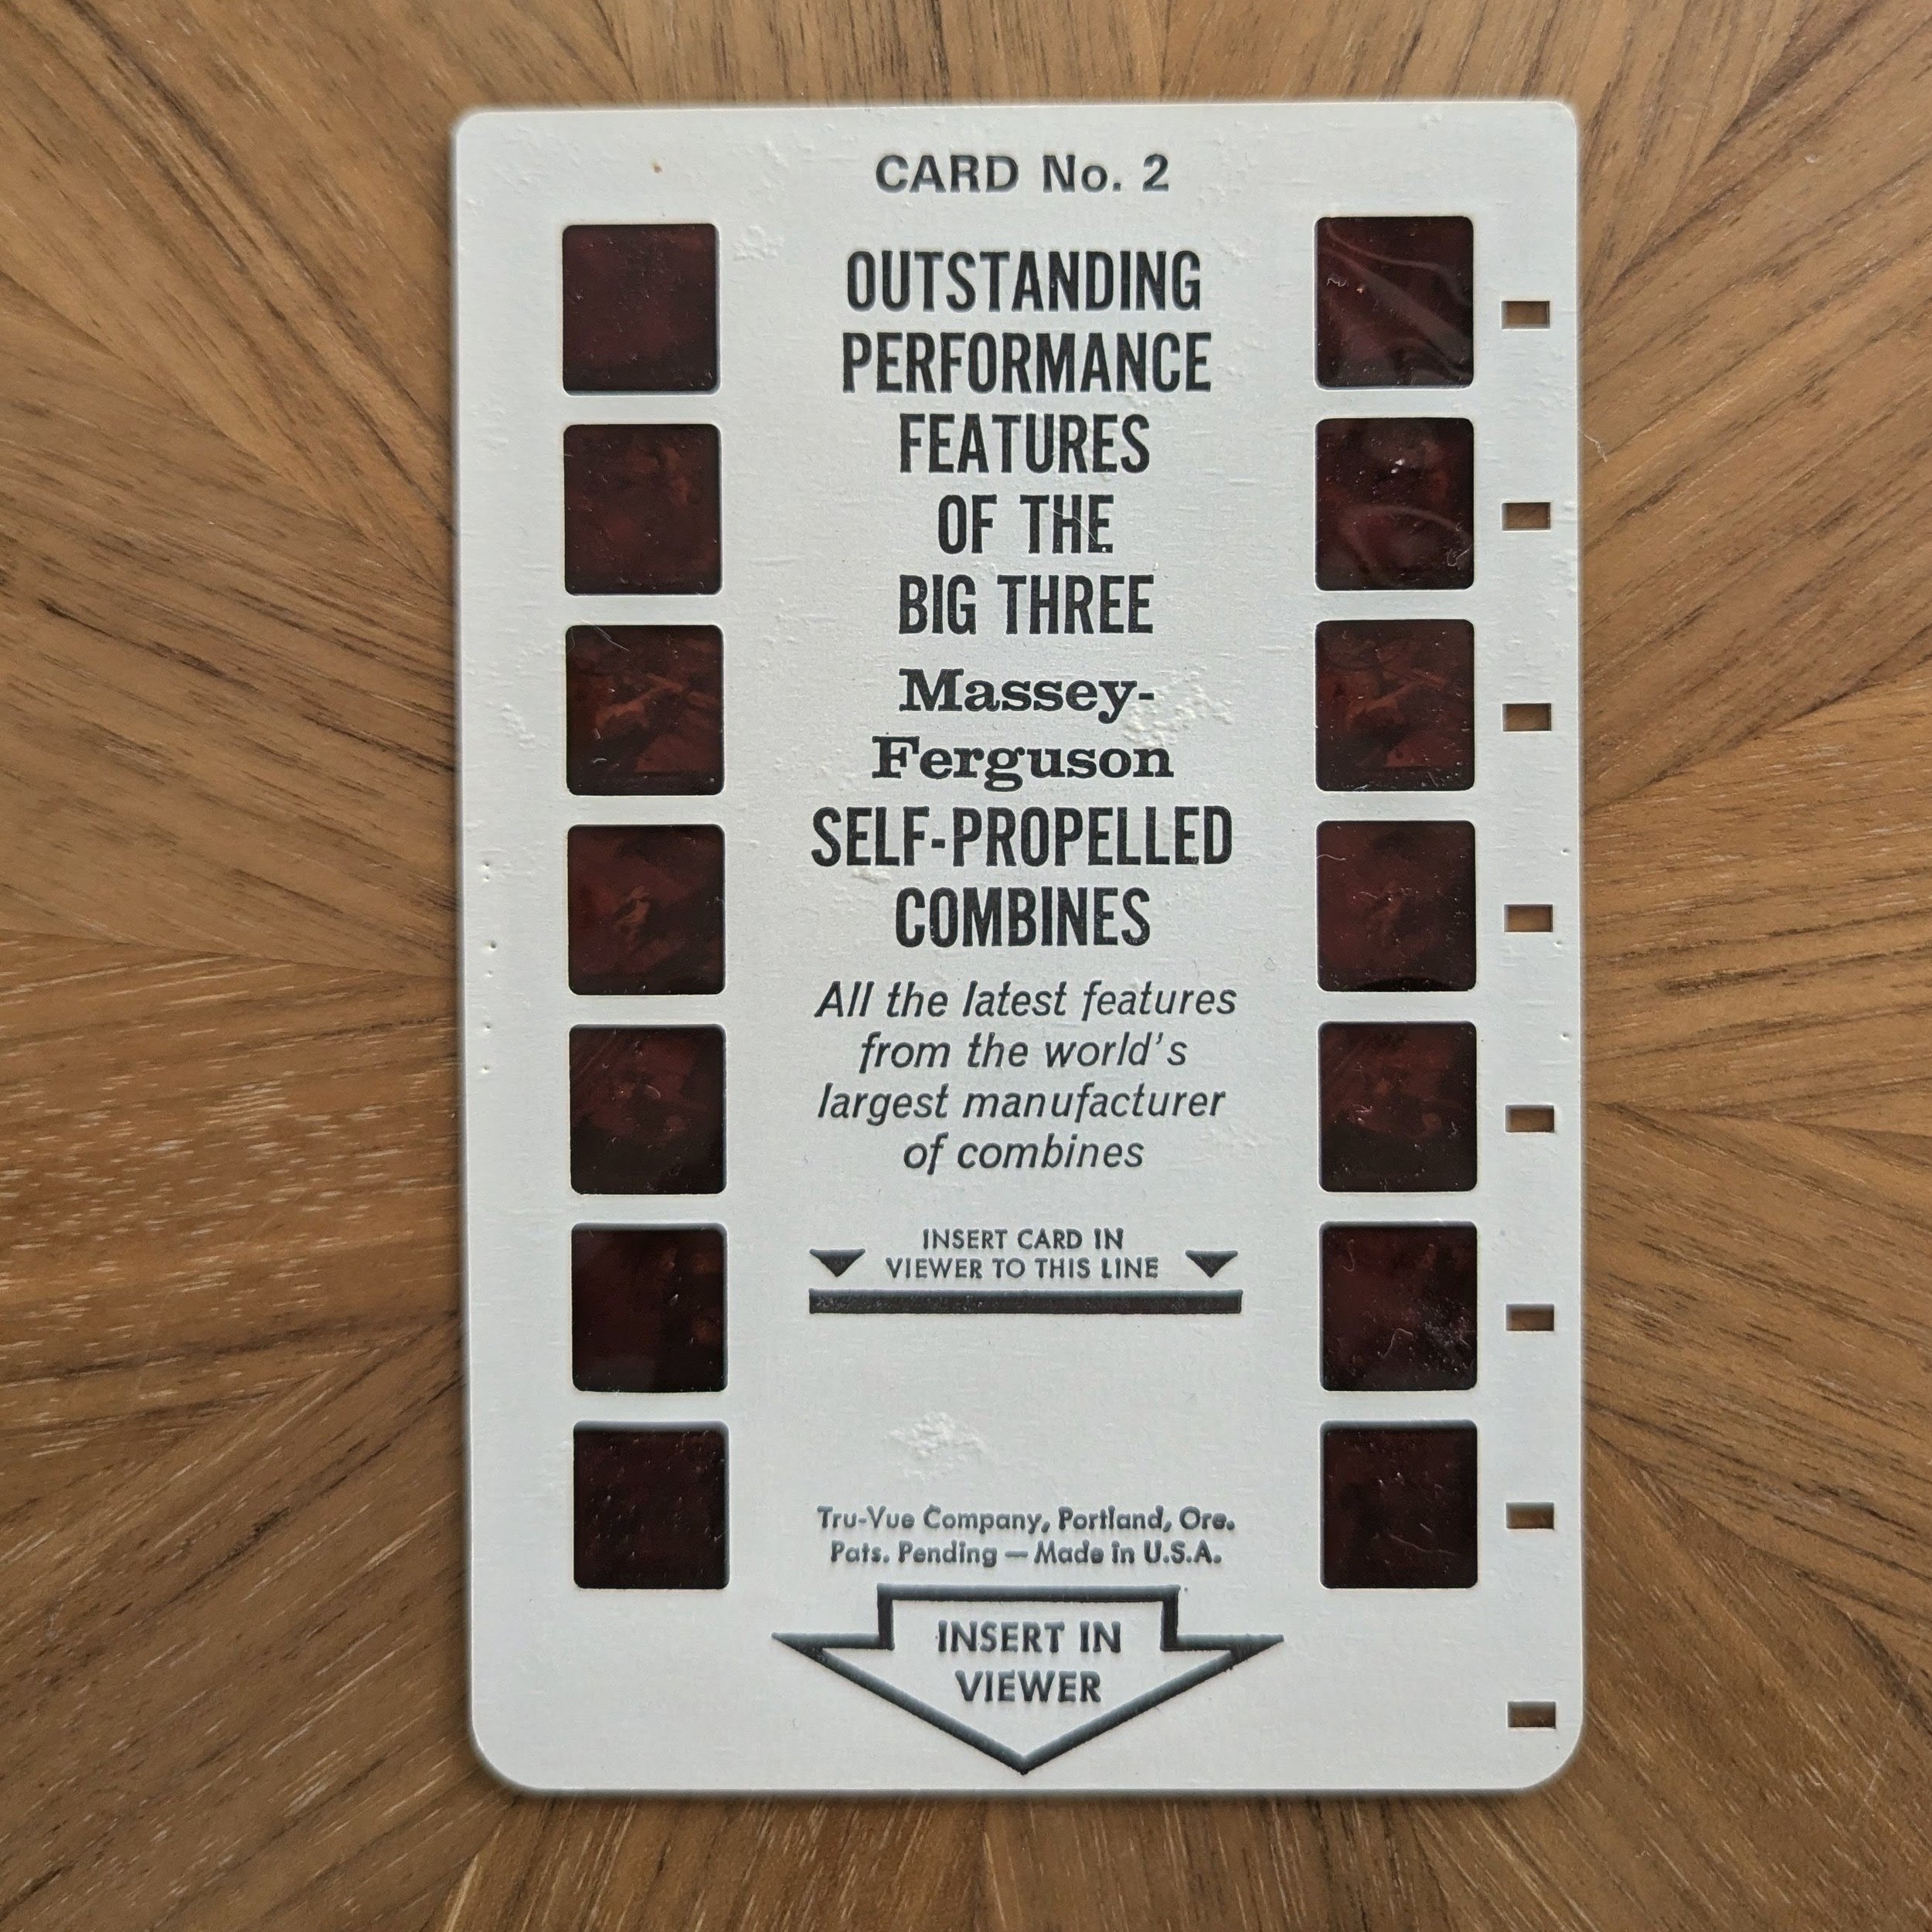 CARD No. 2
OUTSTANDING
PERFORMANCE
FEATURES
OF THE
BIG THREE
Massey-
Ferguson
SELF-PROPELLED
COMBINES
All the latest features
from the world's
largest manufacturer
of combines
INSERT CARD IN
VIEWER TO THIS LINE
Tru-Vue Company, Portland, Ore.
Pats. Pending — Made in U.S.A.
INSERT IN
VIEWER